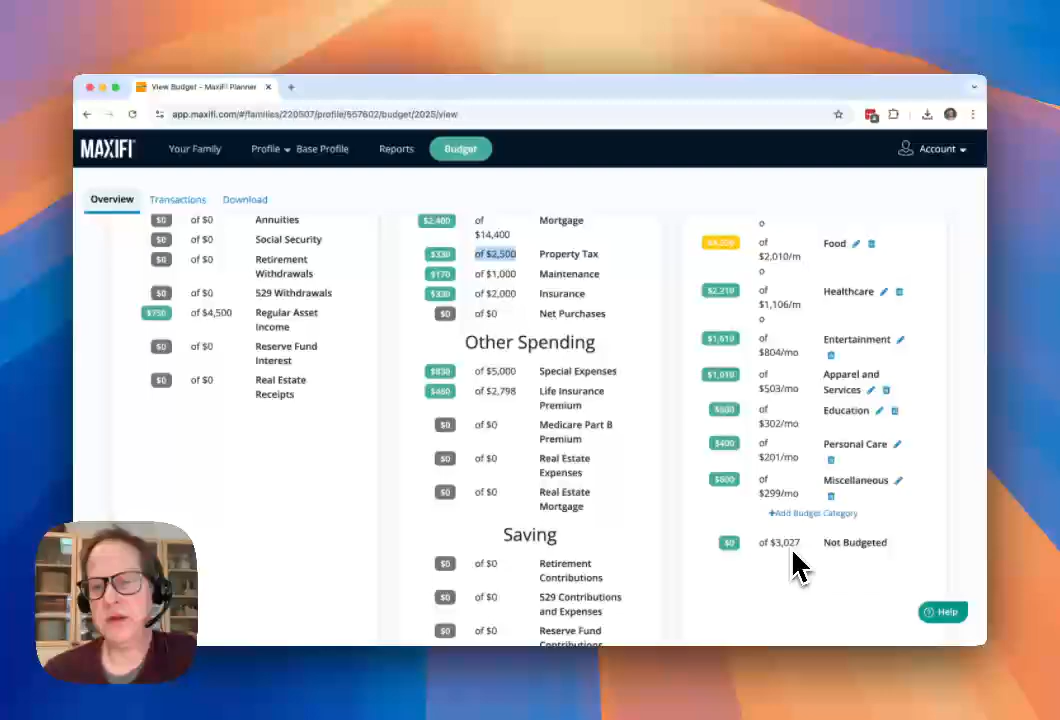 View Budget - MaxiFi Planner
app.maxifi.com/#/families/220507/profile/557602/budget/2025/view
MAXIFI
Your Family
Profile
Base Profile
Reports
Budget
Account
Overview
Transactions
Download
$0 of $0 Annuities
$0 of $0 Social Security
$0 of $0 Retirement
Withdrawals
$0 of $0 529 Withdrawals
$750 of $4,500 Regular Asset
Income
$0 of $0 Reserve Fund
Interest
$0 of $0 Real Estate
Receipts
$2,400 of Mortgage
$14,400
$330 of $2,500 Property Tax
$170 of $1,000 Maintenance
$330 of $2,000 Insurance
$0 of $0 Net Purchases
Other Spending
$830 of $5,000 Special Expenses
of $2,798 Life Insurance
Premium
$0 of $0 Medicare Part B
Premium
$0 of $0 Real Estate
Expenses
$0 of $0 Real Estate
Mortgage
Saving
$0 of $0 Retirement
Contributions
$0 of $0 529 Contributions
and Expenses
$0 of $0 Reserve Fund
Contributions
o
of Food
$2,010/m
o
$2,210 of Healthcare
$1,106/m
o
$1,610 of Entertainment
$804/mo
$1,010 of Apparel and
$503/mo Services
$600 of Education
$302/mo
$400 of Personal Care
$201/mo
$600 of Miscellaneous
$299/mo
+Add Budget Category
$0 of $3,027 Not Budgeted
Help